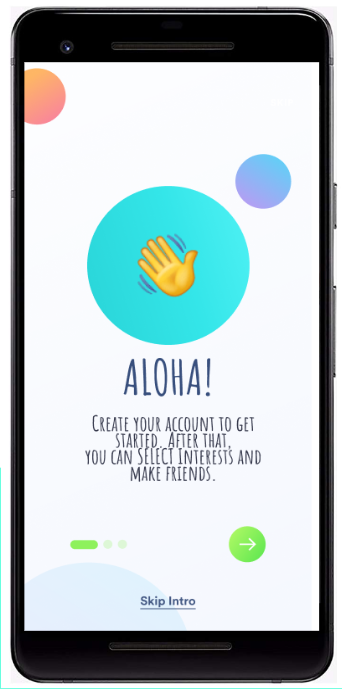 ALOHA!
Create your account to get
started. After that,
you can SELECT Interests and
make friends.
Skip Intro